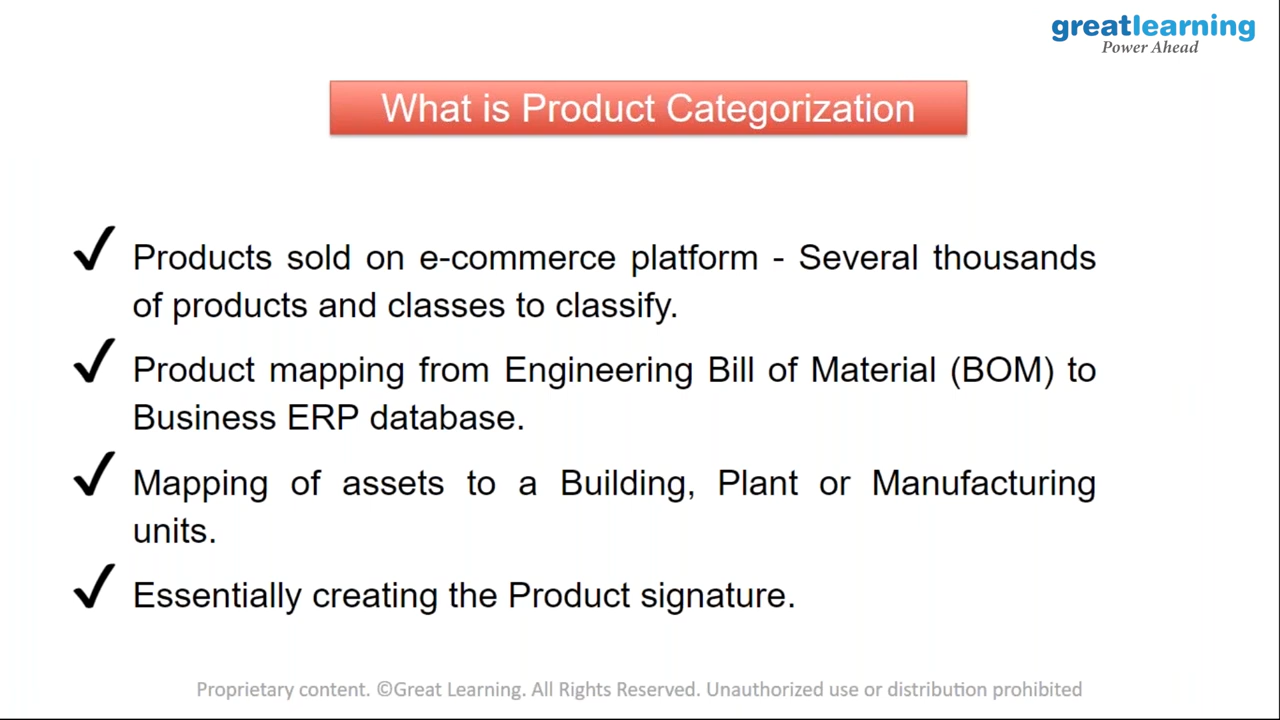 greatlearning
Power Ahead
What is Product Categorization
Products sold on e-commerce platform - Several thousands
of products and classes to classify.
Product mapping from Engineering Bill of Material (BOM) to
Business ERP database.
Mapping of assets to a Building, Plant or Manufacturing
units.
Essentially creating the Product signature.
Proprietary content. ©Great Learning. All Rights Reserved. Unauthorized use or distribution prohibited